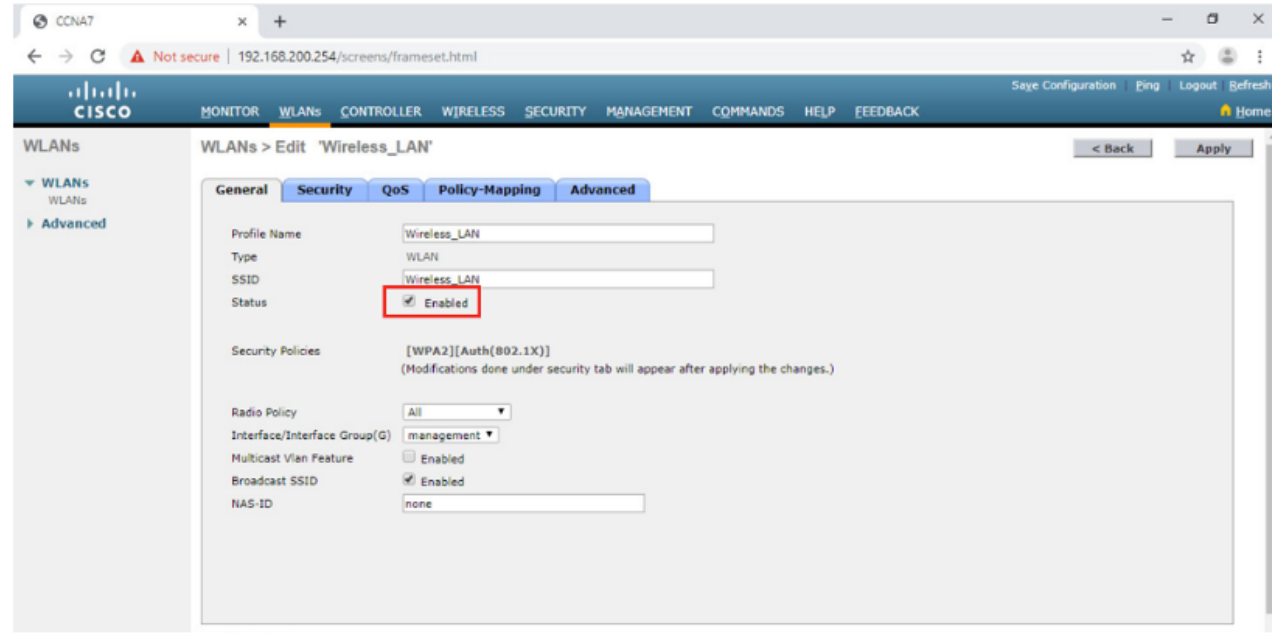 CCNA7
Not secure | 192.168.200.254/screens/frameset.html
Save Configuration | Ping | Logout | Refresh
CISCO MONITOR WLANs CONTROLLER WIRELESS SECURITY MANAGEMENT COMMANDS HELP FEEDBACK Home
WLANs WLANs > Edit 'Wireless_LAN' < Back Apply
WLANs
WLANs
Advanced
General Security QoS Policy-Mapping Advanced
Profile Name Wireless_LAN
Type WLAN
SSID Wireless_LAN
Status Enabled
Security Policies [WPA2][Auth(802.1X)]
(Modifications done under security tab will appear after applying the changes.)
Radio Policy All
Interface/Interface Group(G) management
Multicast Vlan Feature Enabled
Broadcast SSID Enabled
NAS-ID none